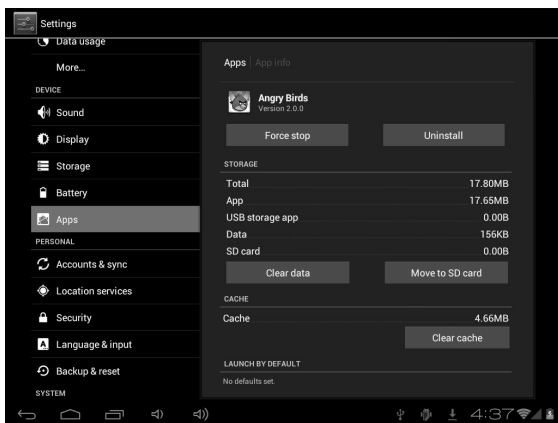 Settings
Data usage
More...
DEVICE
Sound
Display
Storage
Battery
Apps
PERSONAL
Accounts & sync
Location services
Security
Language & input
Backup & reset
SYSTEM
Apps App info
Angry Birds
Version 2.0.0
Force stop Uninstall
STORAGE
Total 17.80MB
App 17.65MB
USB storage app 0.00B
Data 156KB
SD card 0.00B
Clear data Move to SD card
CACHE
Cache 4.66MB
Clear cache
LAUNCH BY DEFAULT
No defaults set.
4:37